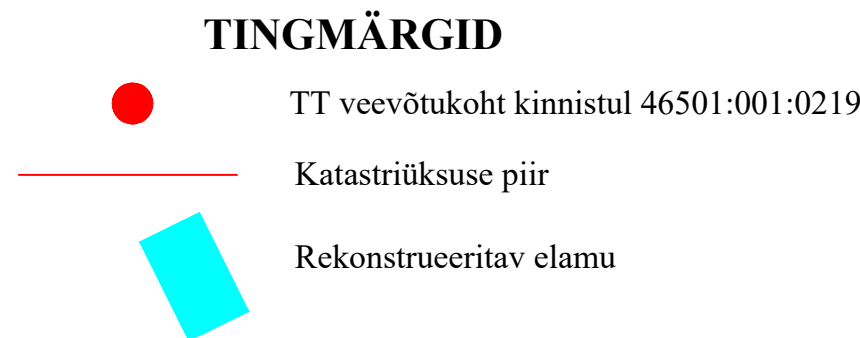 TINGMÄRGID
TT veevõtukoht kinnistul 46501:001:0219
Katastriüksuse piir
Rekonstrueeritav elamu